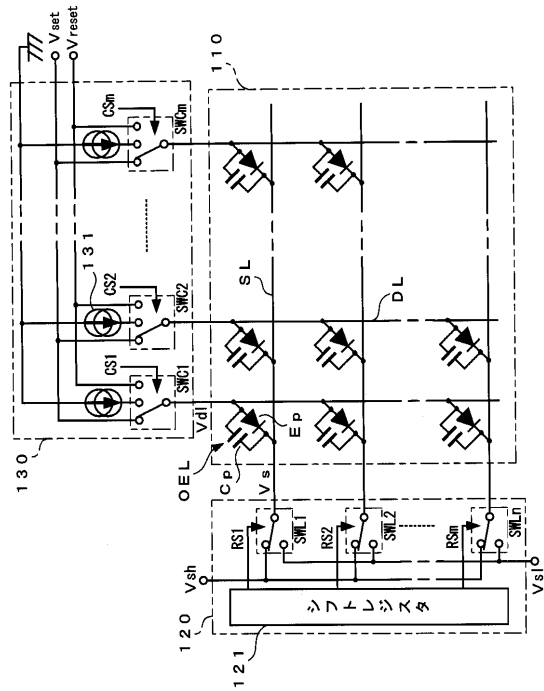 130
Vset
Vreset
131
CS1
CS2
CSm
SWC1
SWC2
SWCm
110
Vdl
OEL
Cp
Ep
SL
DL
Vs
120
121
Vsh
RS1
RS2
RSm
SWL1
SWL2
SWLn
シフトレジスタ
Vsl